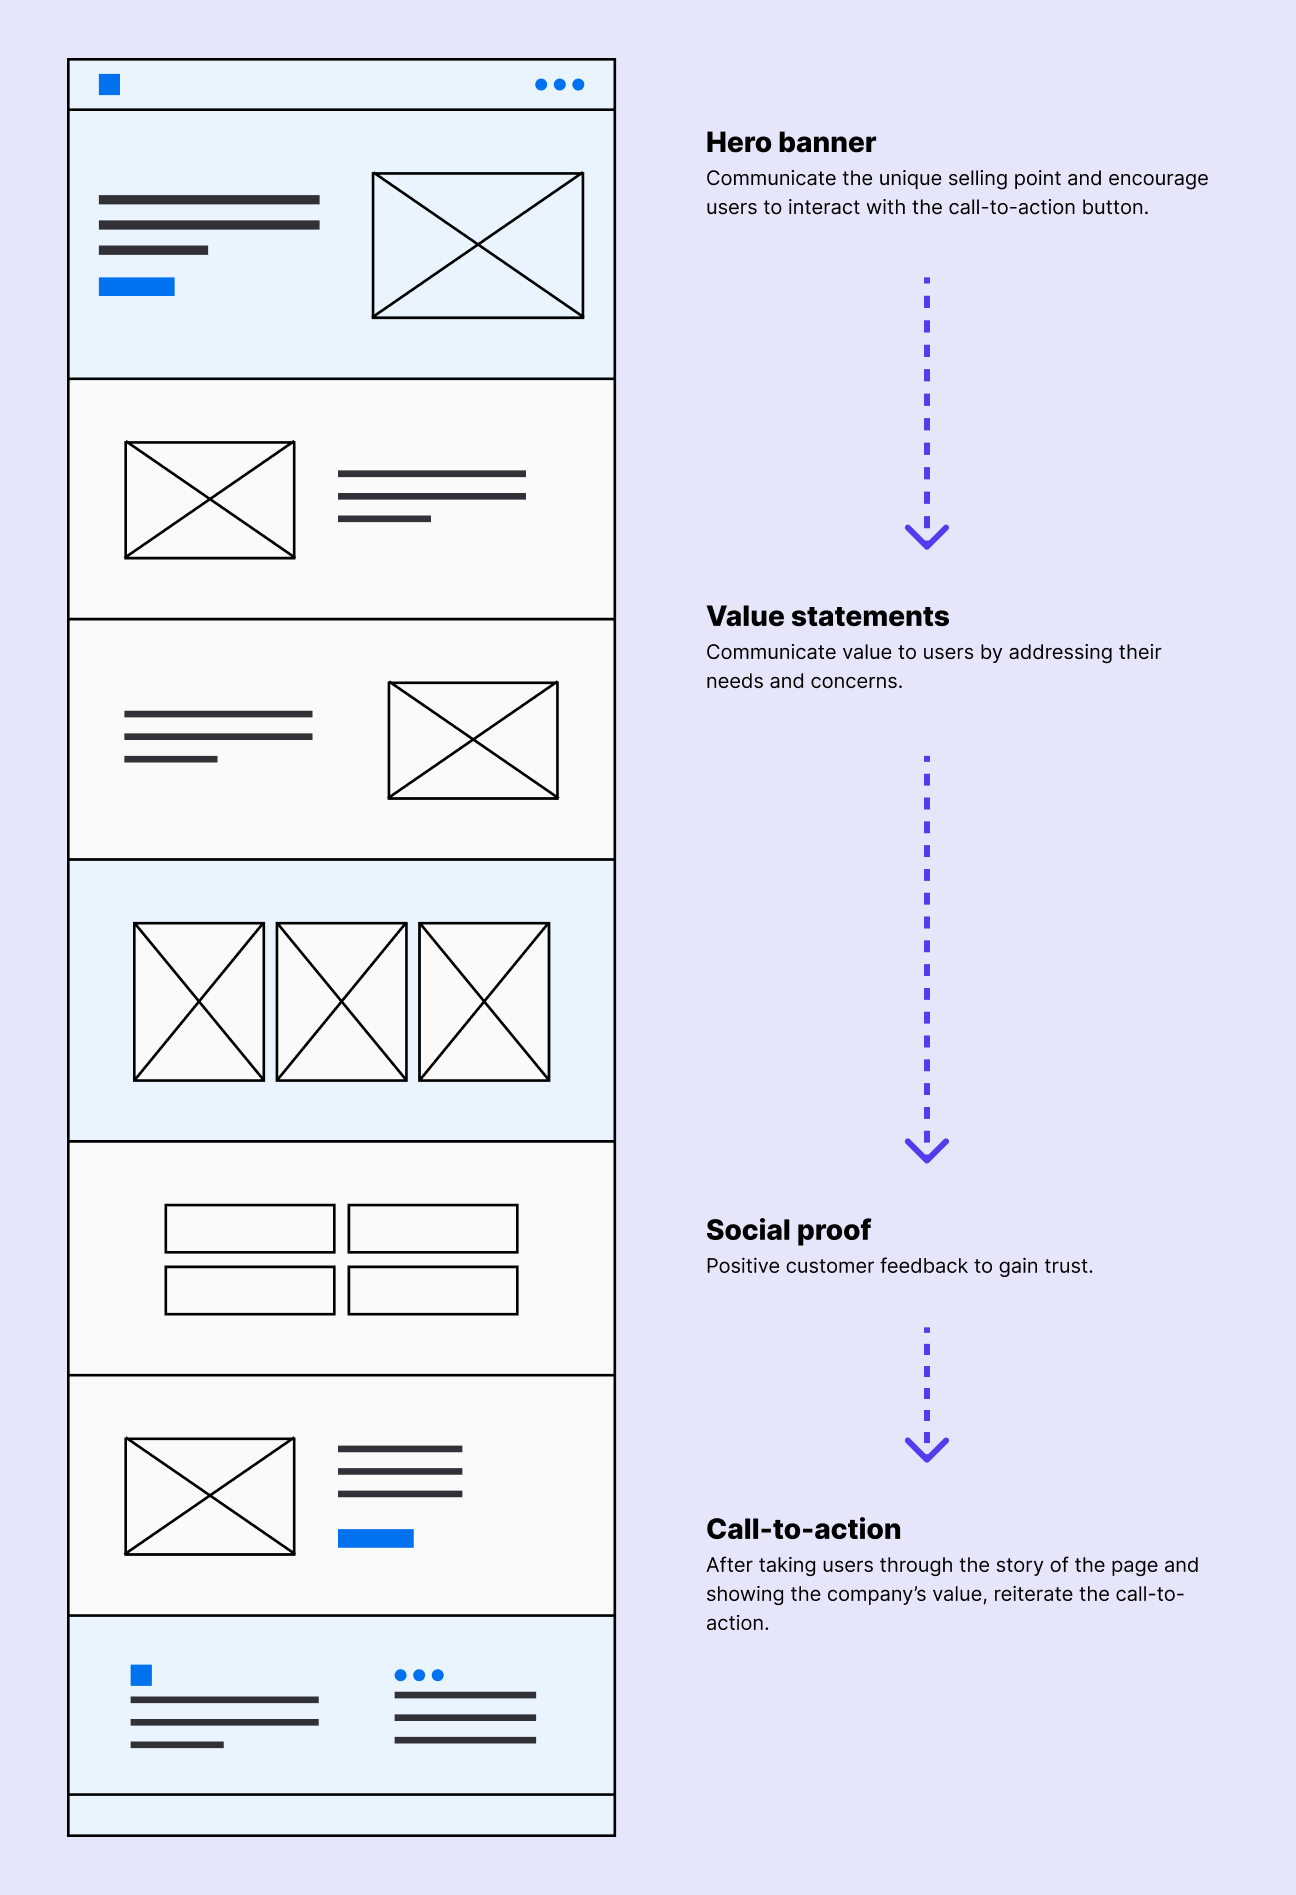 Hero banner
Communicate the unique selling point and encourage
users to interact with the call-to-action button.
Value statements
Communicate value to users by addressing their
needs and concerns.
Social proof
Positive customer feedback to gain trust.
Call-to-action
After taking users through the story of the page and
showing the company’s value, reiterate the call-to-
action.